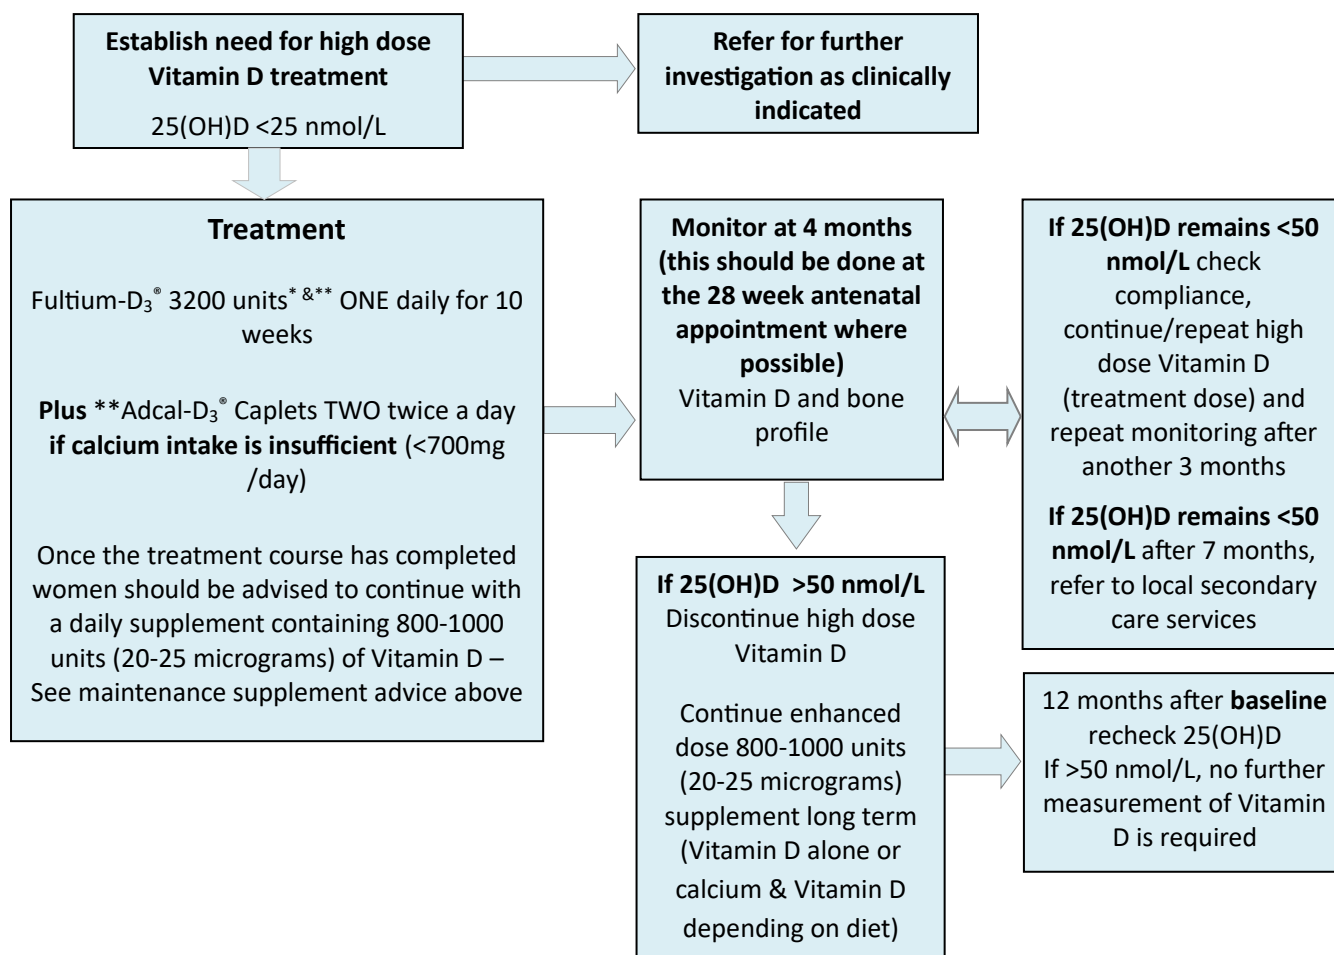 Establish need for high dose
Vitamin D treatment
25(OH)D <25 nmol/L
Refer for further
investigation as clinically
indicated
Treatment
Fultium-D₃® 3200 units* &** ONE daily for 10
weeks
Plus **Adcal-D₃® Caplets TWO twice a day
if calcium intake is insufficient (<700mg
/day)
Once the treatment course has completed
women should be advised to continue with
a daily supplement containing 800-1000
units (20-25 micrograms) of Vitamin D –
See maintenance supplement advice above
Monitor at 4 months
(this should be done at
the 28 week antenatal
appointment where
possible)
Vitamin D and bone
profile
If 25(OH)D remains <50
nmol/L check
compliance,
continue/repeat high
dose Vitamin D
(treatment dose) and
repeat monitoring after
another 3 months
If 25(OH)D remains <50
nmol/L after 7 months,
refer to local secondary
care services
If 25(OH)D >50 nmol/L
Discontinue high dose
Vitamin D
Continue enhanced
dose 800-1000 units
(20-25 micrograms)
supplement long term
(Vitamin D alone or
calcium & Vitamin D
depending on diet)
12 months after baseline
recheck 25(OH)D
If >50 nmol/L, no further
measurement of Vitamin
D is required